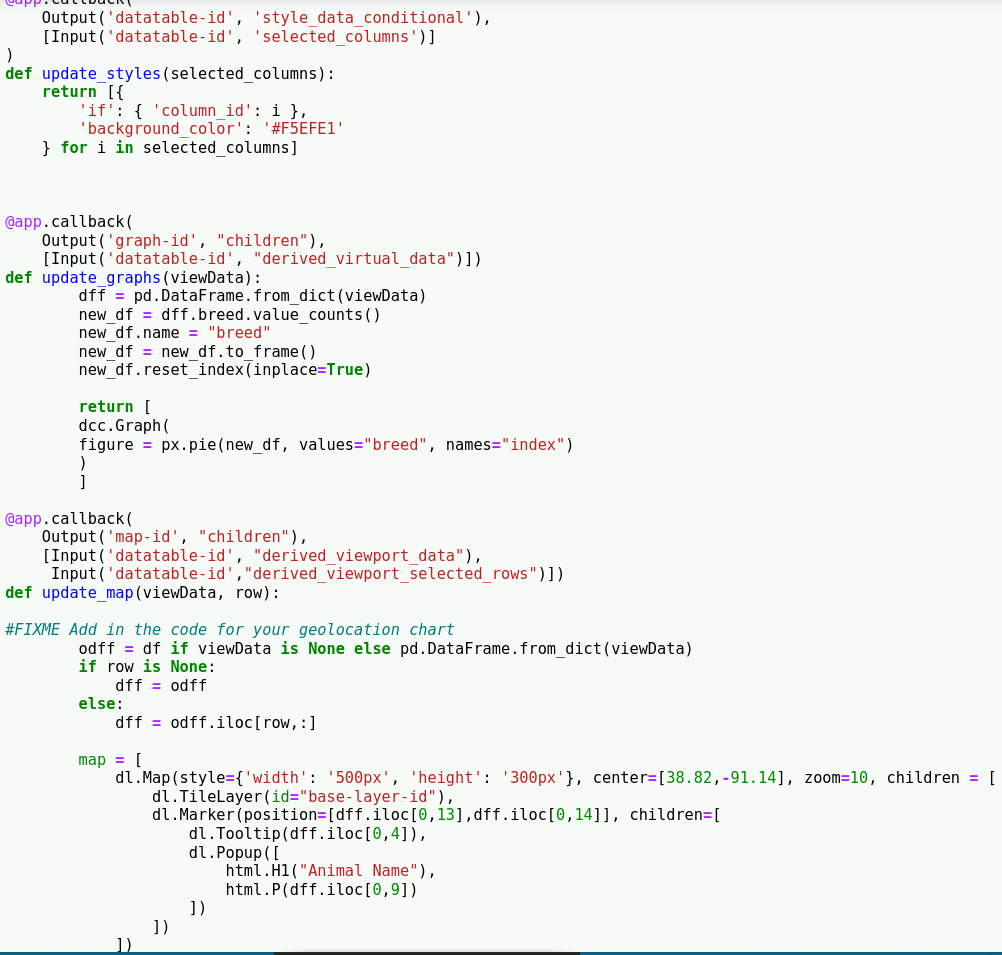 @app.callback(
    Output('datatable-id', 'style_data_conditional'),
    [Input('datatable-id', 'selected_columns')]
)
def update_styles(selected_columns):
    return [{
        'if': { 'column_id': i },
        'background_color': '#F5EFE1'
    } for i in selected_columns]
@app.callback(
    Output('graph-id', "children"),
    [Input('datatable-id', "derived_virtual_data")])
def update_graphs(viewData):
        dff = pd.DataFrame.from_dict(viewData)
        new_df = dff.breed.value_counts()
        new_df.name = "breed"
        new_df = new_df.to_frame()
        new_df.reset_index(inplace=True)
        return [
        dcc.Graph(
        figure = px.pie(new_df, values="breed", names="index")
        )
        ]
@app.callback(
    Output('map-id', "children"),
    [Input('datatable-id', "derived_viewport_data"),
     Input('datatable-id',"derived_viewport_selected_rows")])
def update_map(viewData, row):
#FIXME Add in the code for your geolocation chart
        odff = df if viewData is None else pd.DataFrame.from_dict(viewData)
        if row is None:
            dff = odff
        else:
            dff = odff.iloc[row,:]
        map = [
            dl.Map(style={'width': '500px', 'height': '300px'}, center=[38.82,-91.14], zoom=10, children = [
                dl.TileLayer(id="base-layer-id"),
                dl.Marker(position=[dff.iloc[0,13],dff.iloc[0,14]], children=[
                    dl.Tooltip(dff.iloc[0,4]),
                    dl.Popup([
                        html.H1("Animal Name"),
                        html.P(dff.iloc[0,9])
                    ])
                ])
            ])